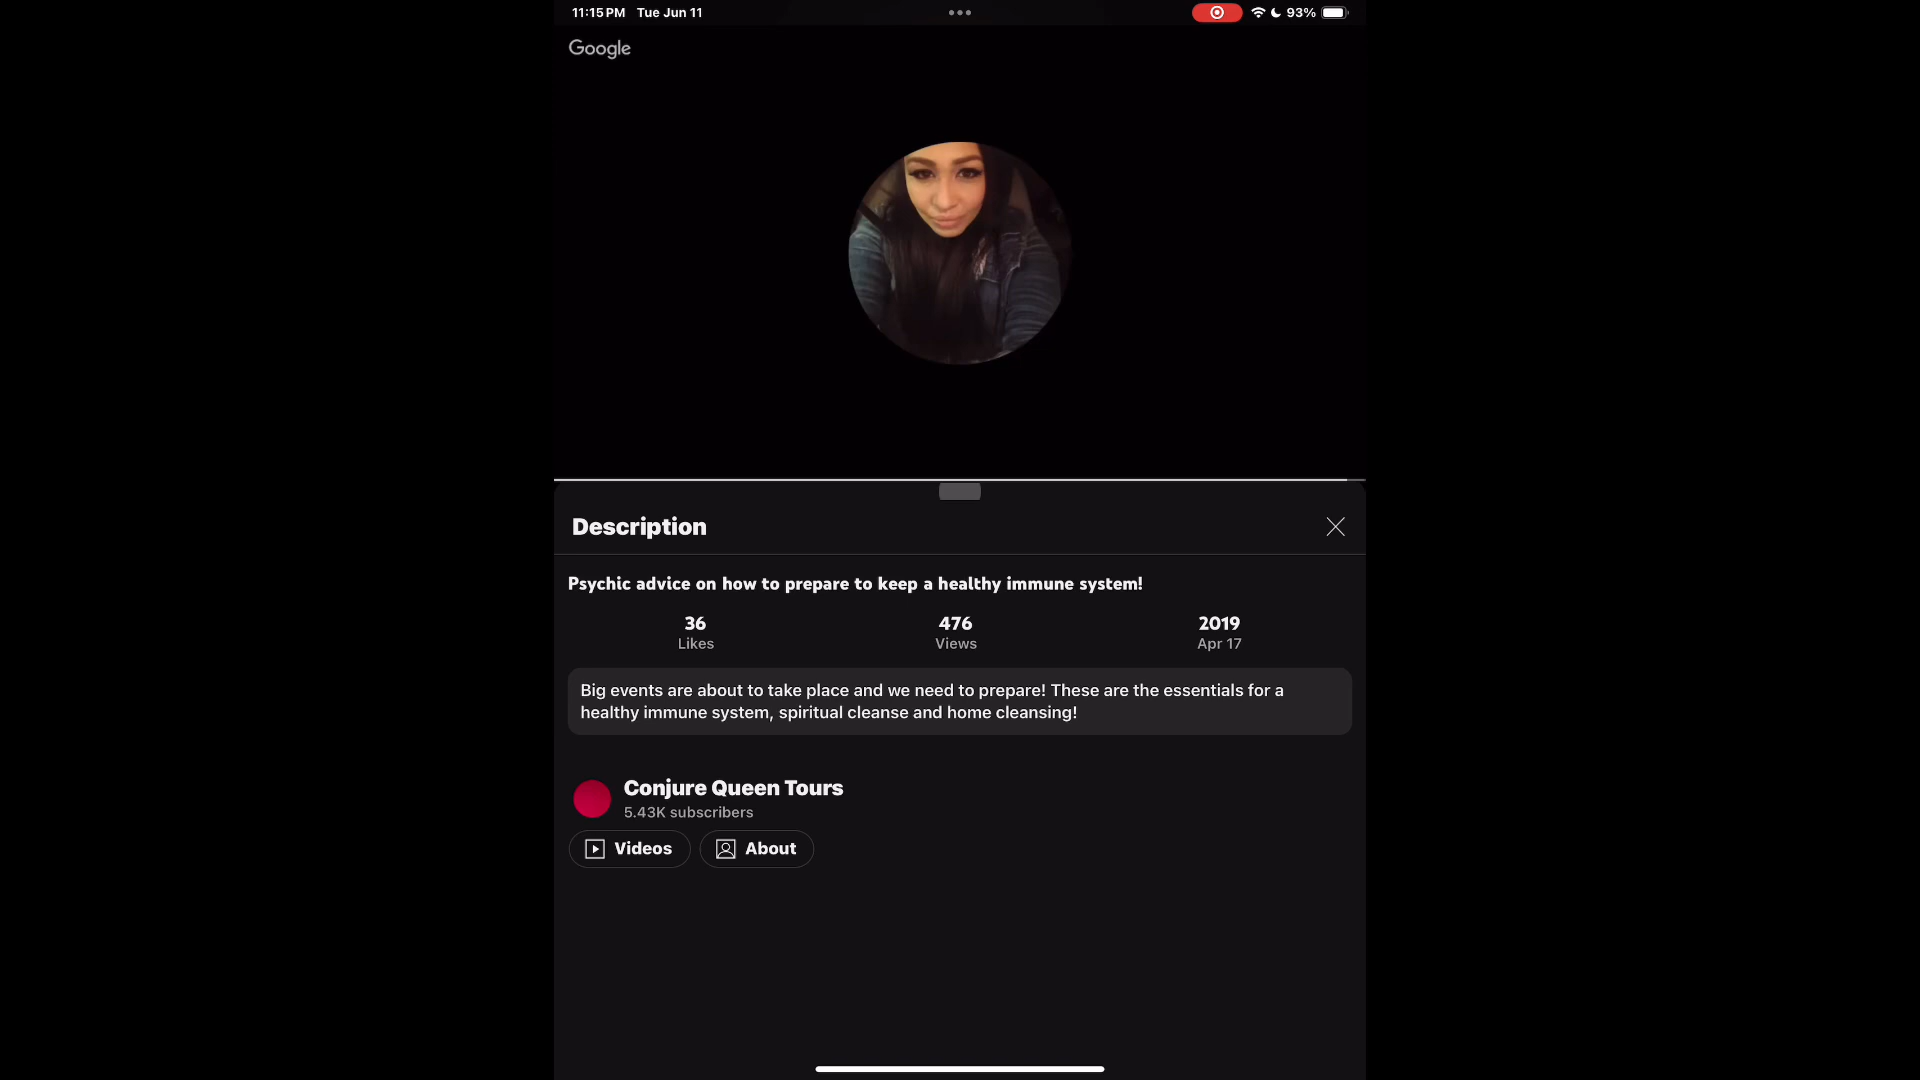 11:15 PM Tue Jun 11
93%
Google
Description
Psychic advice on how to prepare to keep a healthy immune system!
36
Likes
476
Views
2019
Apr 17
Big events are about to take place and we need to prepare! These are the essentials for a
healthy immune system, spiritual cleanse and home cleansing!
Conjure Queen Tours
5.43K subscribers
Videos
About